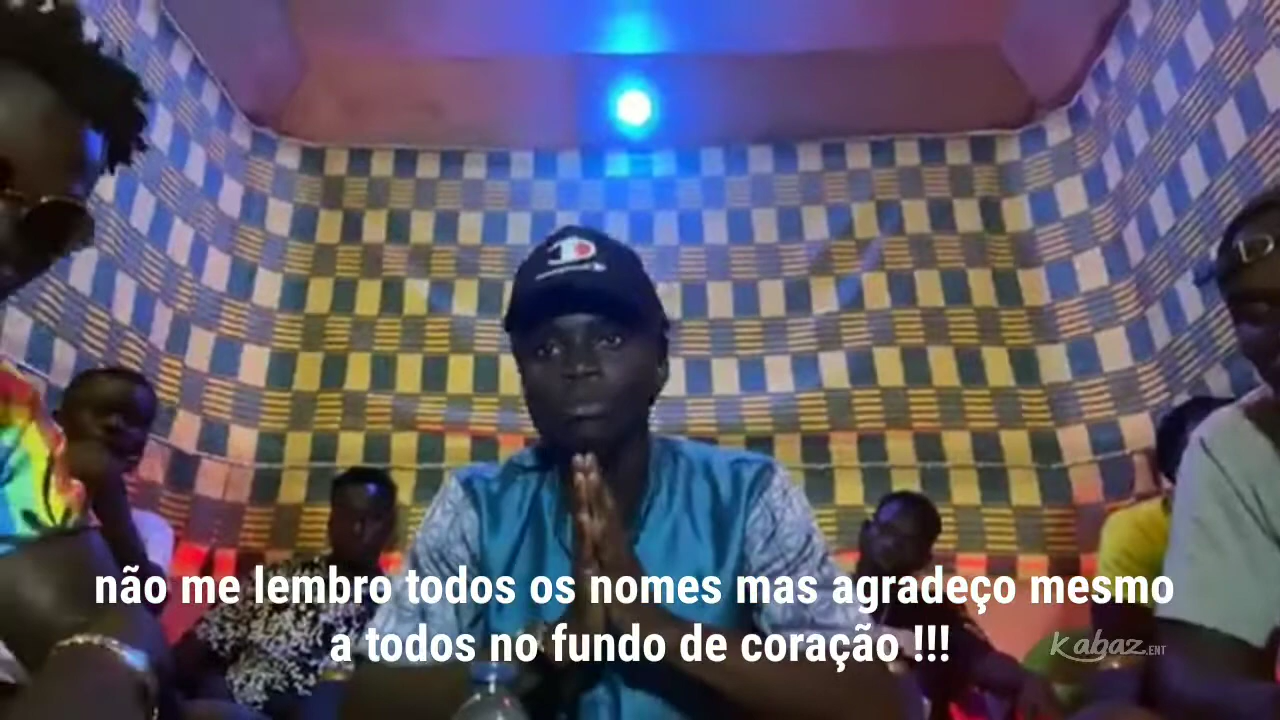 não me lembro todos os nomes mas agradeço mesmo
a todos no fundo de coração !!!
Kabaz.ENT